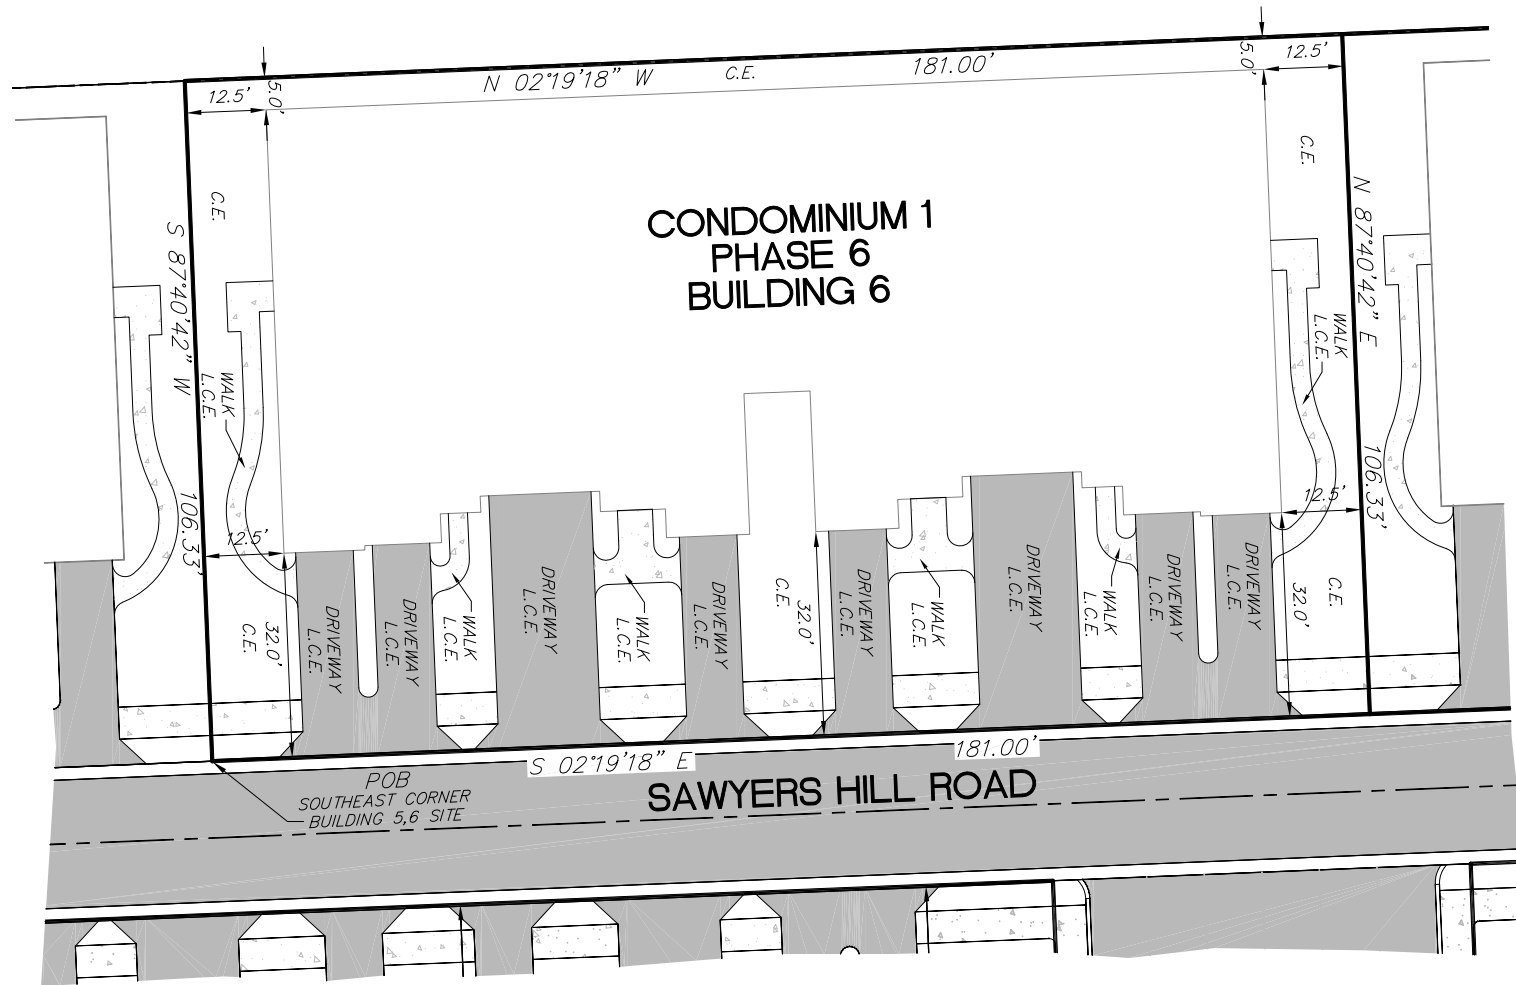 12.5'
5.0'
N 02°19'18" W
C.E.
181.00'
5.0'
12.5'
C.E.
C.E.
S 87°40'42" W
N 87°40'42" E
CONDOMINIUM 1
PHASE 6
BUILDING 6
WALK
L.C.E.
WALK
L.C.E.
106.33'
12.5'
106.33'
12.5'
32.0'
C.E.
DRIVEWAY
L.C.E.
DRIVEWAY
L.C.E.
WALK
L.C.E.
DRIVEWAY
L.C.E.
WALK
L.C.E.
DRIVEWAY
L.C.E.
C.E.
32.0'
DRIVEWAY
L.C.E.
WALK
L.C.E.
DRIVEWAY
L.C.E.
WALK
L.C.E.
DRIVEWAY
L.C.E.
DRIVEWAY
L.C.E.
32.0'
C.E.
S 02°19'18" E
181.00'
POB
SOUTHEAST CORNER
BUILDING 5,6 SITE
SAWYERS HILL ROAD